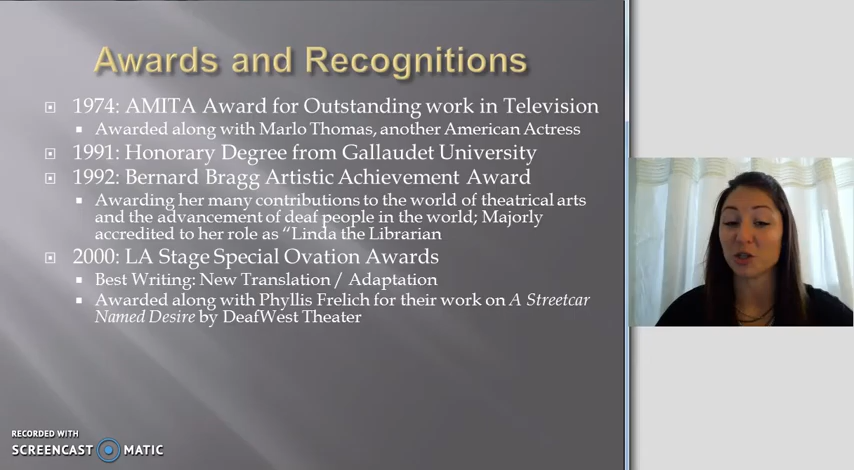 Awards and Recognitions
1974: AMITA Award for Outstanding work in Television
Awarded along with Marlo Thomas, another American Actress
1991: Honorary Degree from Gallaudet University
1992: Bernard Bragg Artistic Achievement Award
Awarding her many contributions to the world of theatrical arts
and the advancement of deaf people in the world; Majorly
accredited to her role as “Linda the Librarian
2000: LA Stage Special Ovation Awards
Best Writing: New Translation / Adaptation
Awarded along with Phyllis Frelich for their work on A Streetcar
Named Desire by DeafWest Theater
RECORDED WITH
SCREENCAST MATIC